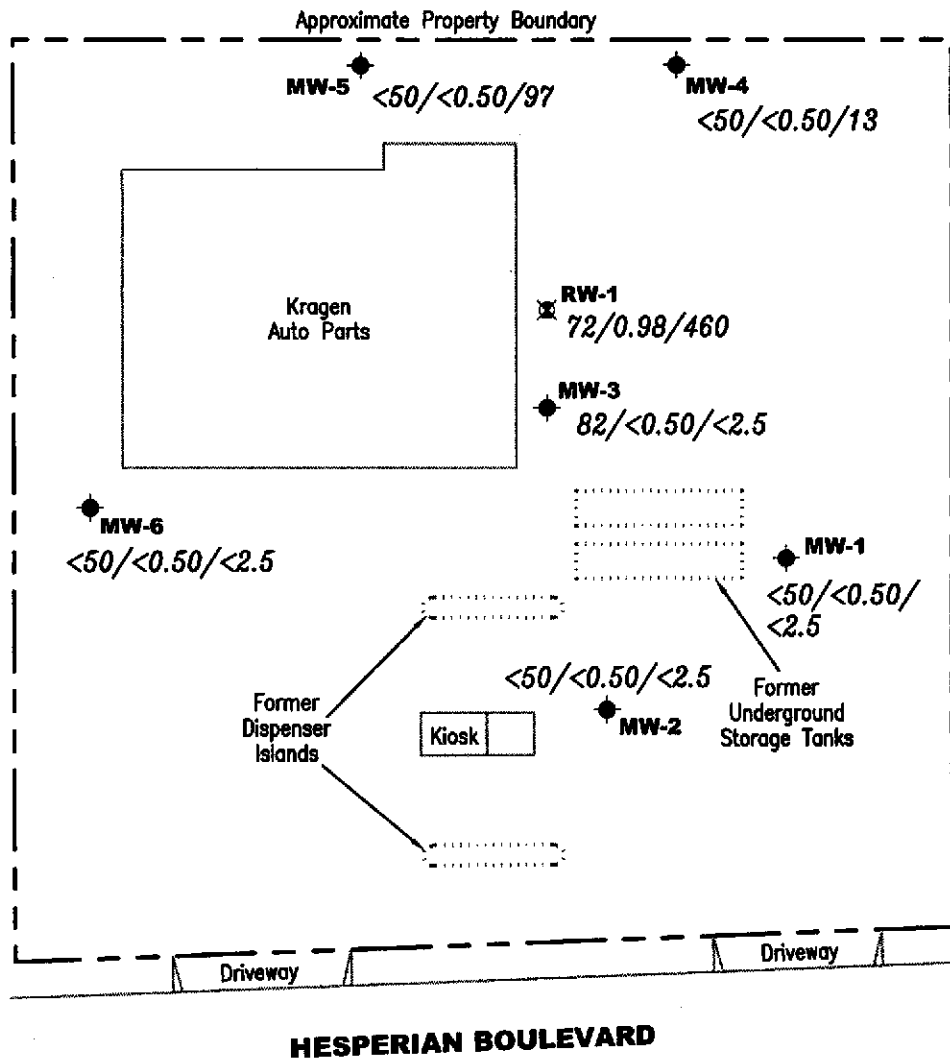 Approximate Property Boundary
MW-5
<50/<0.50/97
MW-4
<50/<0.50/13
Kragen
Auto Parts
RW-1
72/0.98/460
MW-3
82/<0.50/<2.5
MW-6
<50/<0.50/<2.5
MW-1
<50/<0.50/
<2.5
<50/<0.50/<2.5
MW-2
Former
Underground
Storage Tanks
Former
Dispenser
Islands
Kiosk
Driveway
Driveway
HESPERIAN BOULEVARD